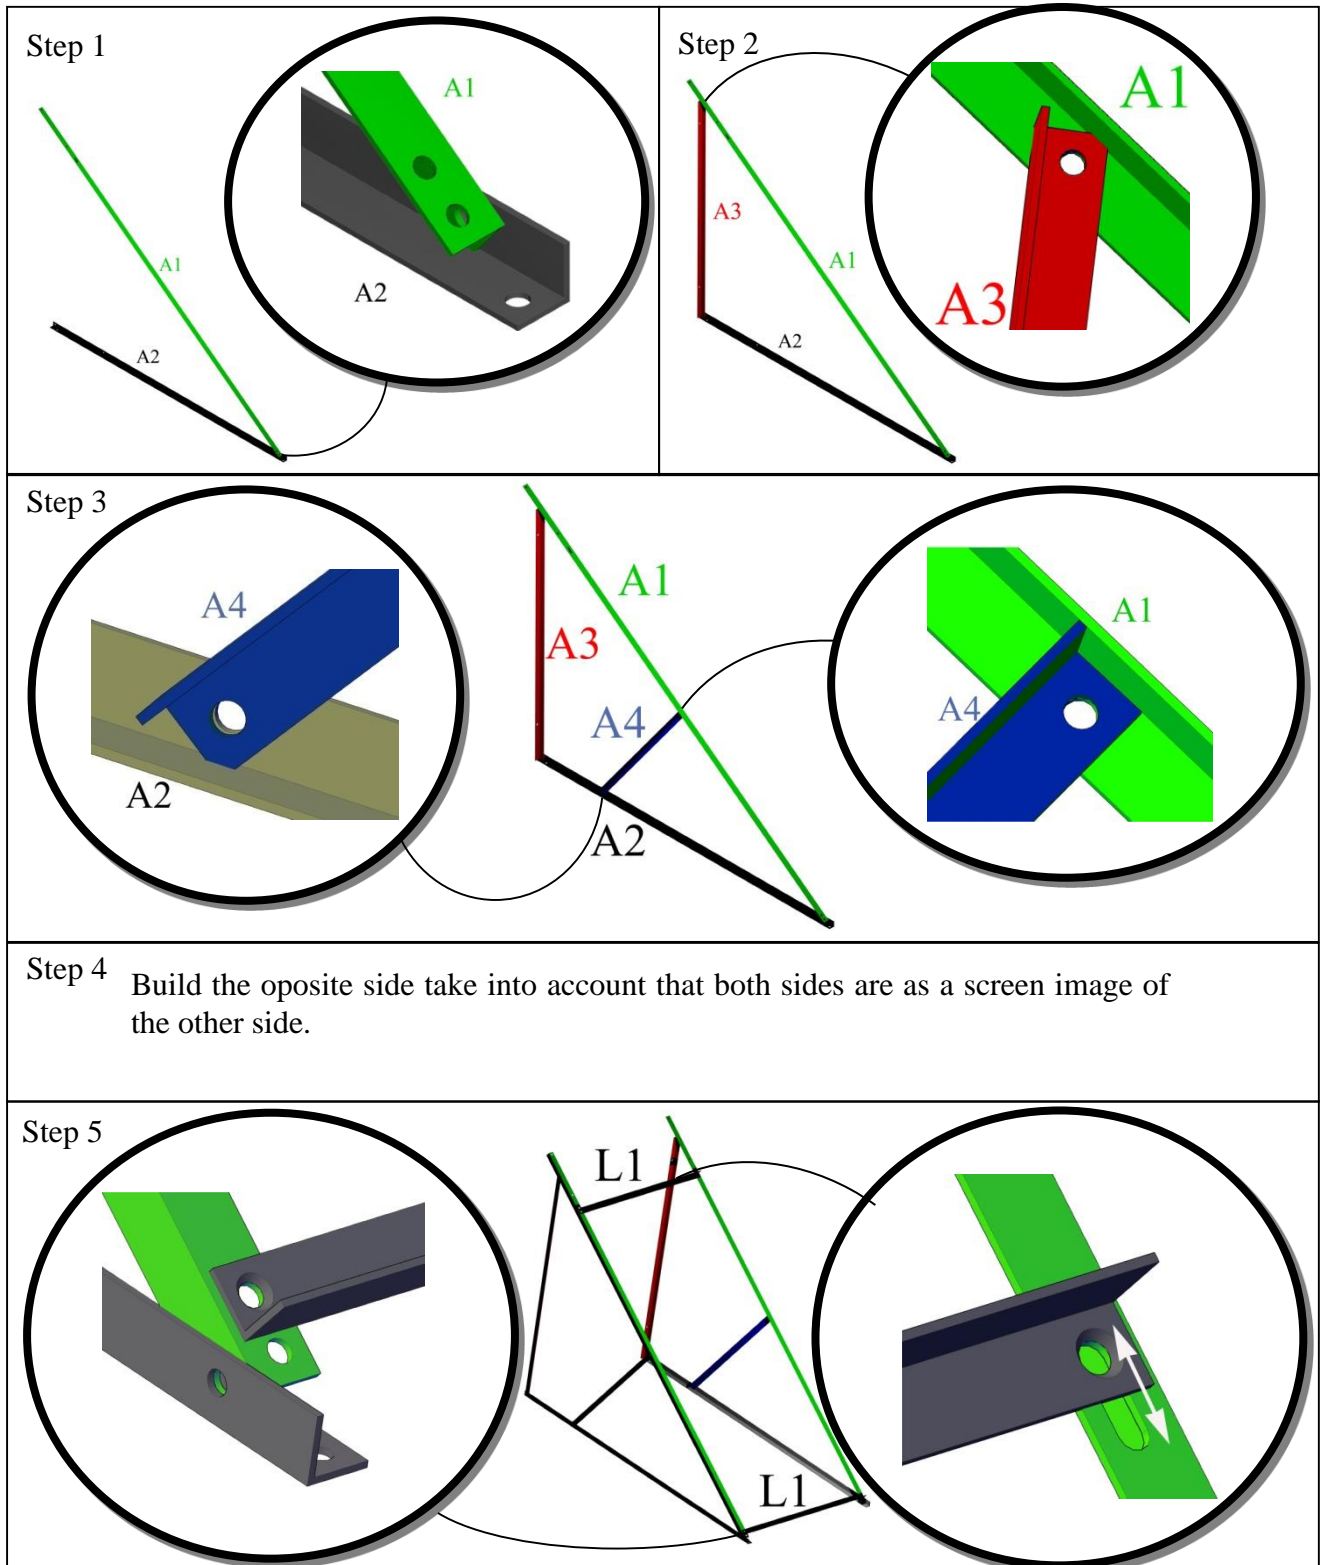 Step 1
A1
A2
A1
A2
Step 2
A1
A3
A3
A1
A2
Step 3
A4
A2
A1
A3
A4
A2
A1
A4
Step 4
Build the oposite side take into account that both sides are as a screen image of
the other side.
Step 5
L1
L1